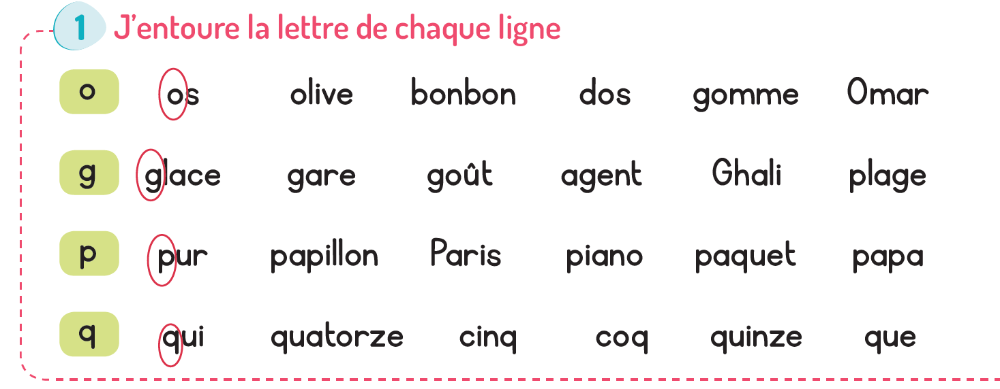 1 J'entoure la lettre de chaque ligne
o os olive bonbon dos gomme Omar
g glace gare goût agent Ghali plage
p pur papillon Paris piano paquet papa
q qui quatorze cinq coq quinze que